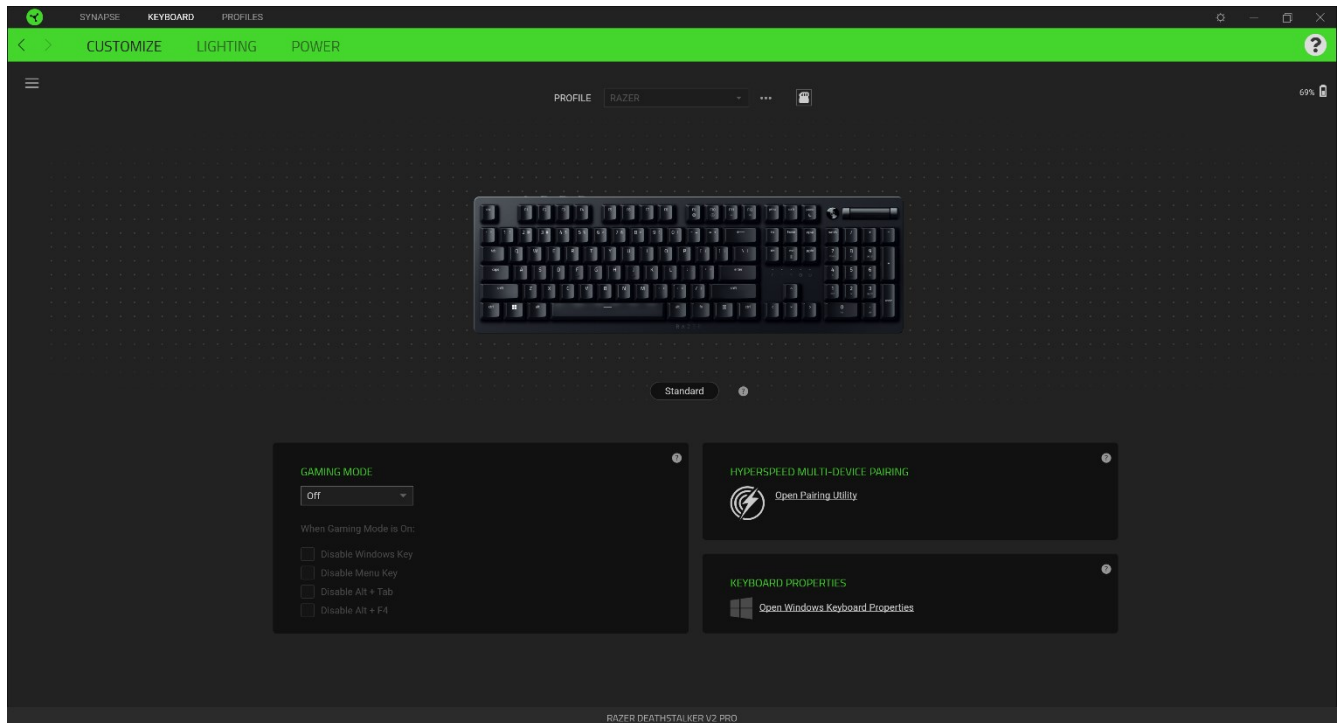 SYNAPSE KEYBOARD PROFILES
CUSTOMIZE LIGHTING POWER
PROFILE RAZER
69%
Standard
GAMING MODE
Off
When Gaming Mode is On:
Disable Windows Key
Disable Menu Key
Disable Alt + Tab
Disable Alt + F4
HYPERSPEED MULTI-DEVICE PAIRING
Open Pairing Utility
KEYBOARD PROPERTIES
Open Windows Keyboard Properties
RAZER DEATHSTALKER V2 PRO